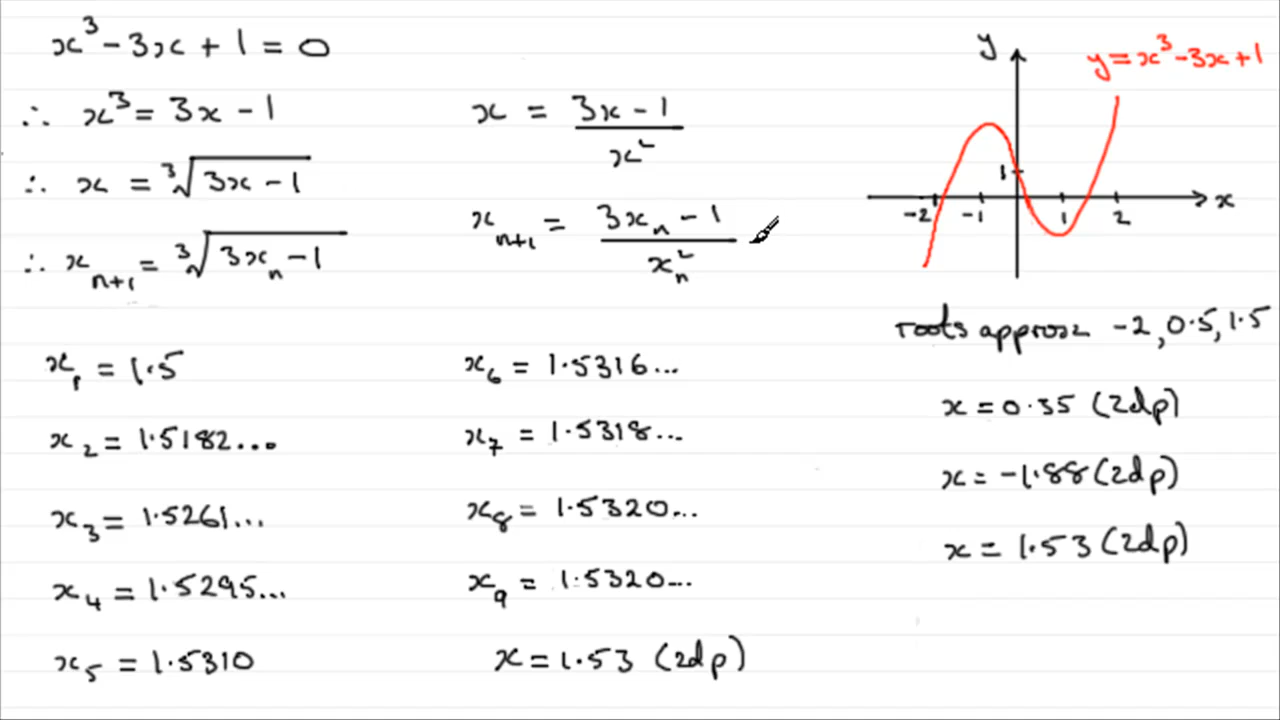 x³ - 3x + 1 = 0
∴ x³ = 3x - 1
∴ x = ³√(3x - 1)
∴ xₙ₊₁ = ³√(3xₙ - 1)
x = (3x - 1)/x²
xₙ₊₁ = (3xₙ - 1)/xₙ²
x₁ = 1.5
x₂ = 1.5182...
x₃ = 1.5261...
x₄ = 1.5295...
x₅ = 1.5310
x₆ = 1.5316...
x₇ = 1.5318...
x₈ = 1.5320...
x₉ = 1.5320...
x = 1.53 (2dp)
y
y = x³ - 3x + 1
1
-2 -1 1 2 x
roots approx -2, 0.5, 1.5
x = 0.35 (2dp)
x = -1.88 (2dp)
x = 1.53 (2dp)